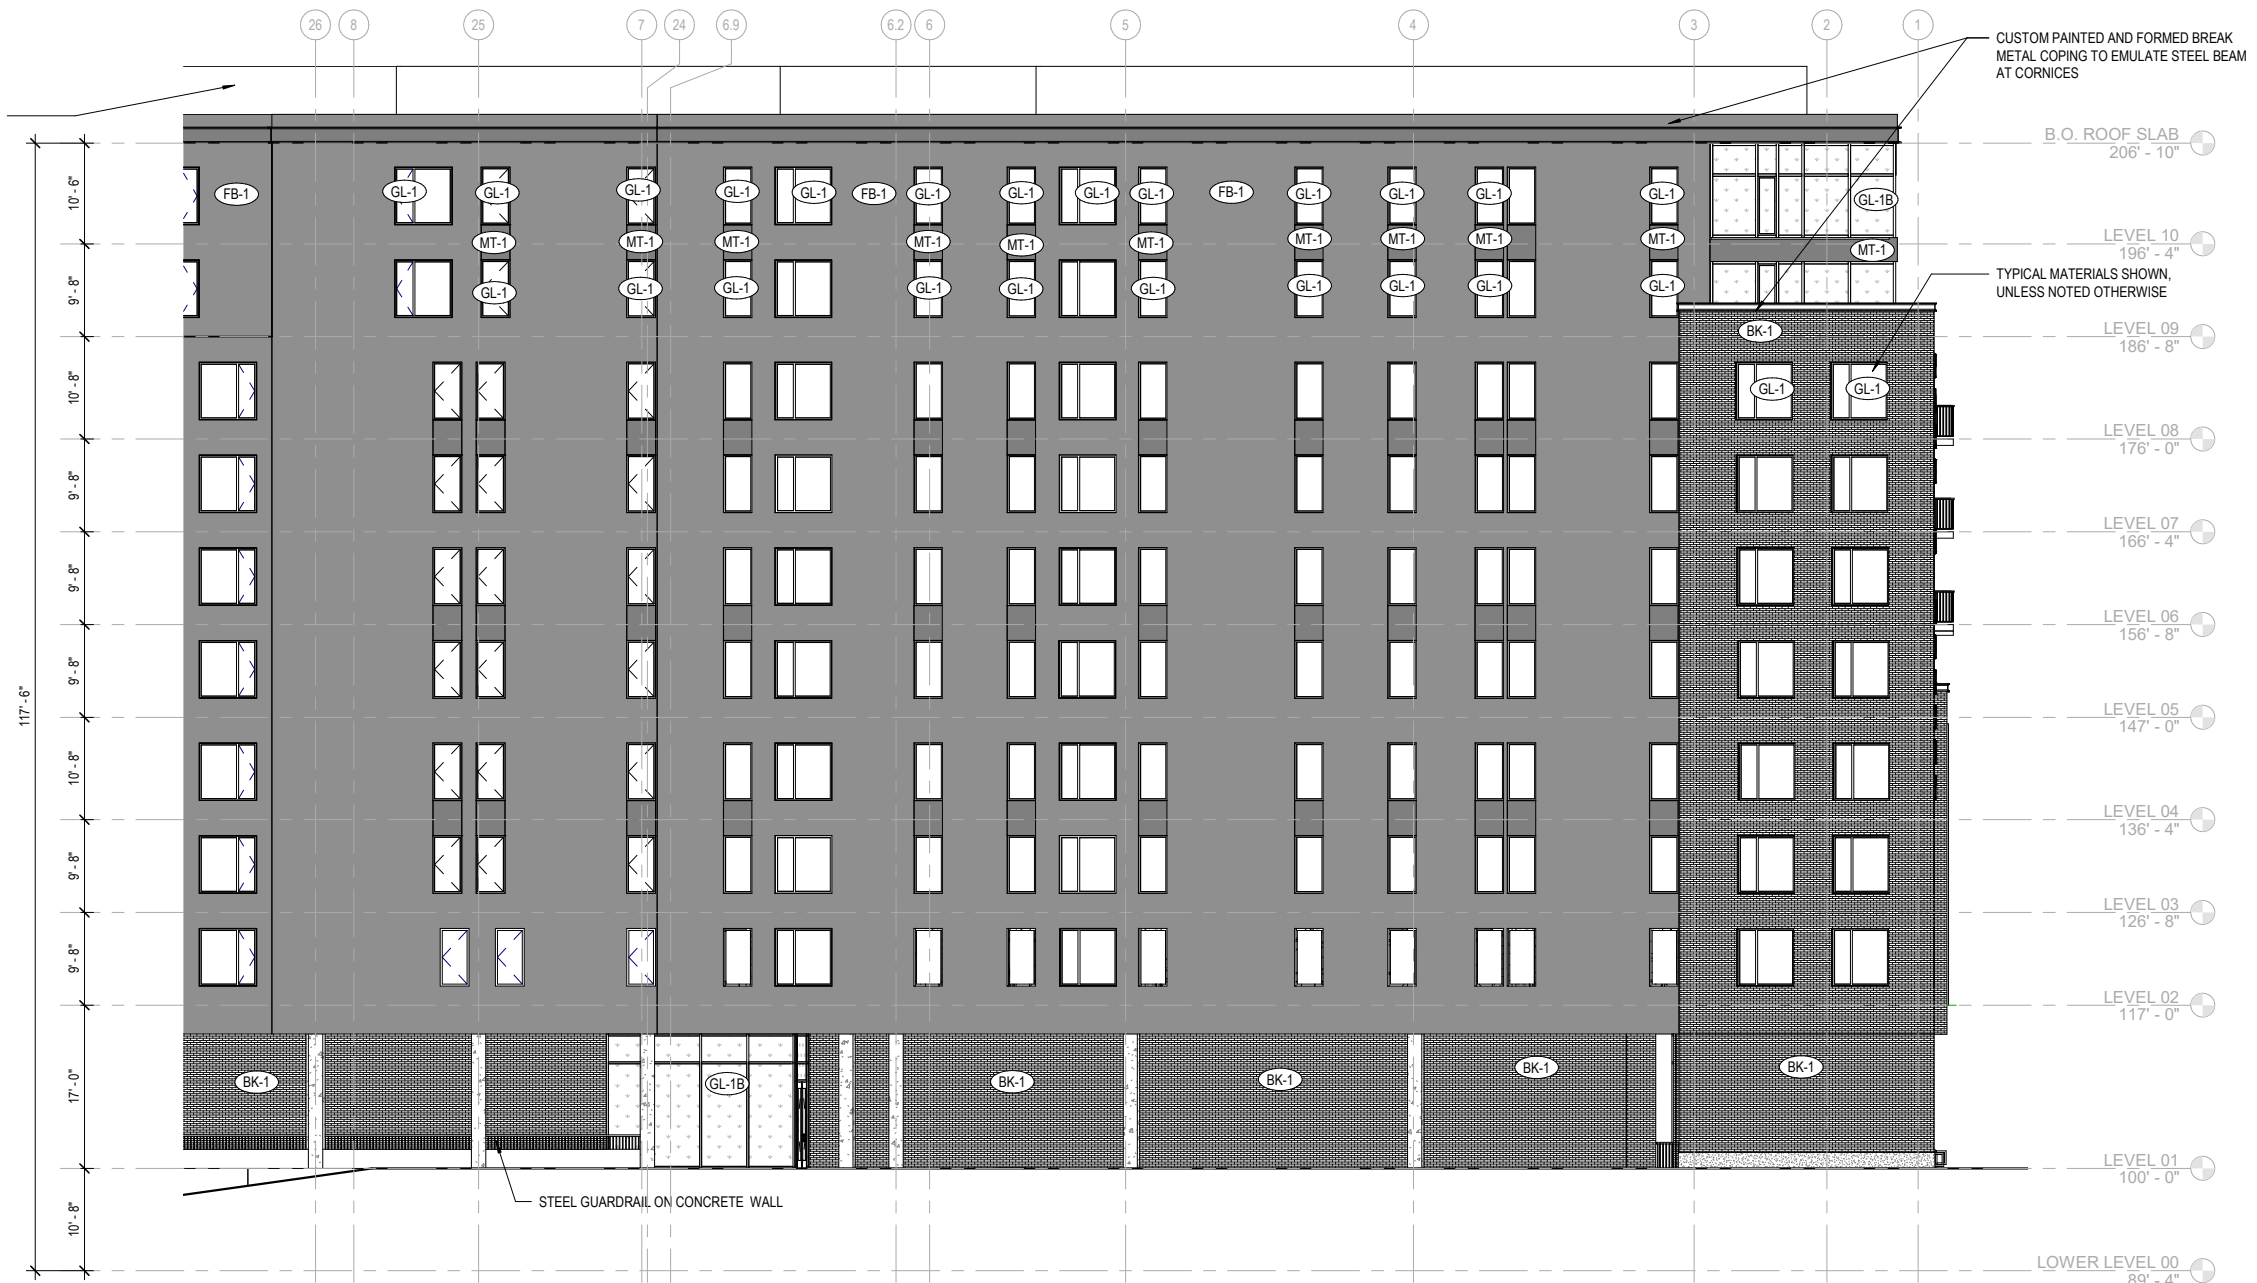 26 8 25 7 24 6.9 6.2 6 5 4 3 2 1
CUSTOM PAINTED AND FORMED BREAK
METAL COPING TO EMULATE STEEL BEAM
AT CORNICES
B.O. ROOF SLAB
206' - 10"
10' - 6"
FB-1 GL-1 GL-1 GL-1 GL-1 GL-1 FB-1 GL-1 GL-1 GL-1 GL-1 FB-1 GL-1 GL-1 GL-1 GL-1 GL-1B
MT-1 MT-1 MT-1 MT-1 MT-1 MT-1 MT-1 MT-1 MT-1 MT-1 MT-1
LEVEL 10
196' - 4"
9' - 8"
GL-1 GL-1 GL-1 GL-1 GL-1 GL-1 GL-1 GL-1 GL-1 GL-1
TYPICAL MATERIALS SHOWN,
UNLESS NOTED OTHERWISE
BK-1
LEVEL 09
186' - 8"
10' - 8"
GL-1 GL-1
LEVEL 08
176' - 0"
9' - 8"
LEVEL 07
166' - 4"
9' - 8"
LEVEL 06
156' - 8"
9' - 8"
117' - 6"
LEVEL 05
147' - 0"
10' - 8"
LEVEL 04
136' - 4"
9' - 8"
LEVEL 03
126' - 8"
9' - 8"
LEVEL 02
117' - 0"
17' - 0"
BK-1 GL-1B BK-1 BK-1 BK-1 BK-1
LEVEL 01
100' - 0"
STEEL GUARDRAIL ON CONCRETE WALL
10' - 8"
LOWER LEVEL 00
89' - 4"